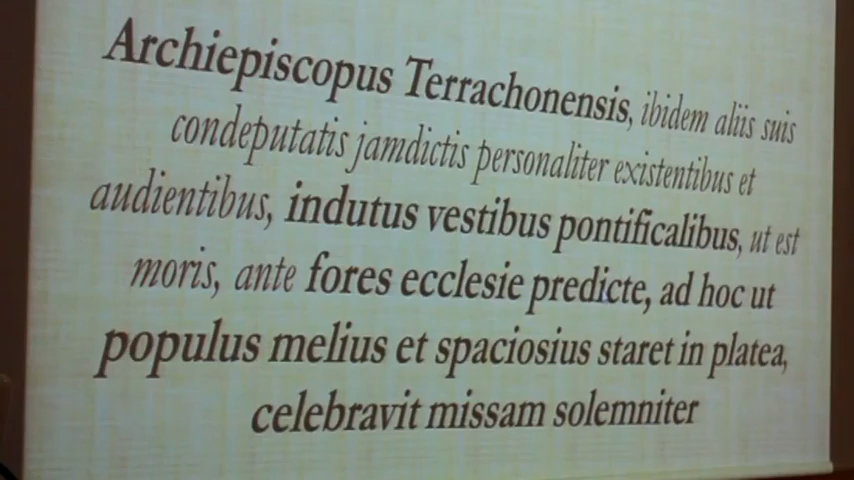 Archiepiscopus Terrachonensis, ibidem aliis suis
condeputatis jamdictis personaliter existentibus et
audientibus, indutus vestibus pontificalibus, ut est
moris, ante fores ecclesie predicte, ad hoc ut
populus melius et spaciosius staret in platea,
celebravit missam solemniter